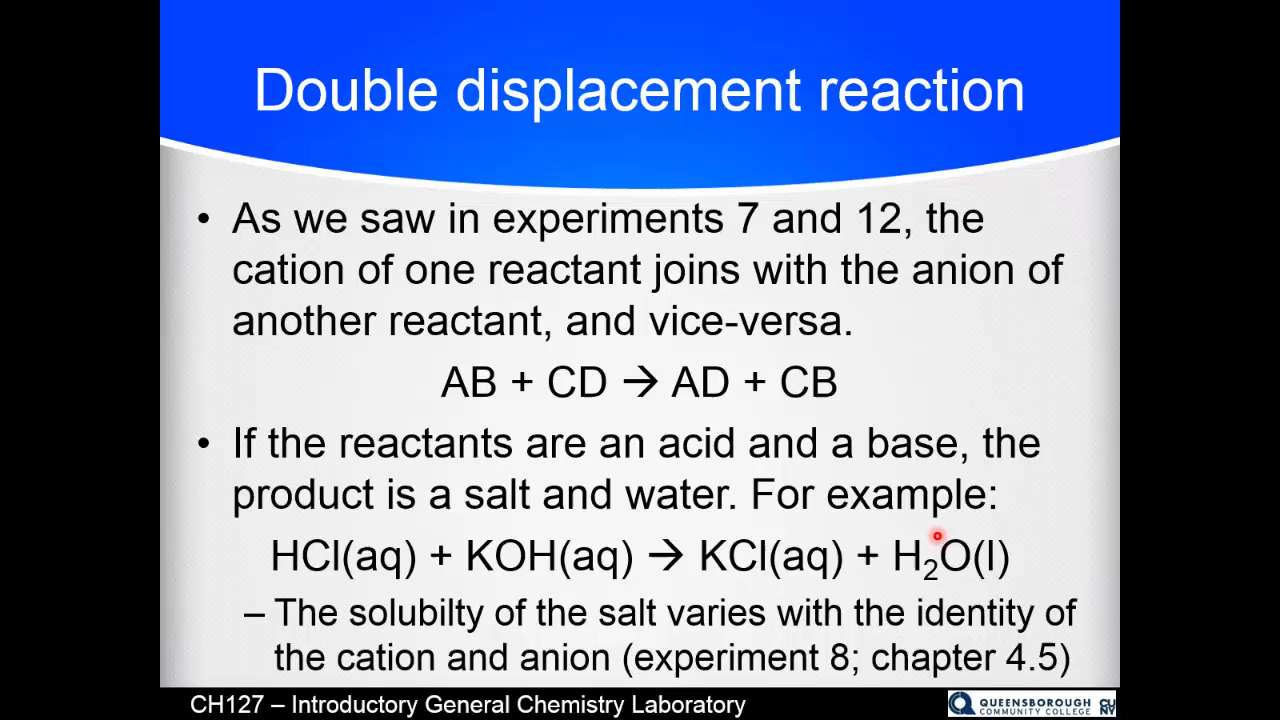 Double displacement reaction
• As we saw in experiments 7 and 12, the
cation of one reactant joins with the anion of
another reactant, and vice-versa.
AB + CD → AD + CB
• If the reactants are an acid and a base, the
product is a salt and water. For example:
HCl(aq) + KOH(aq) → KCl(aq) + H₂O(l)
– The solubilty of the salt varies with the identity of
the cation and anion (experiment 8; chapter 4.5)
CH127 – Introductory General Chemistry Laboratory
QUEENSBOROUGH
COMMUNITY COLLEGE
CU
NY